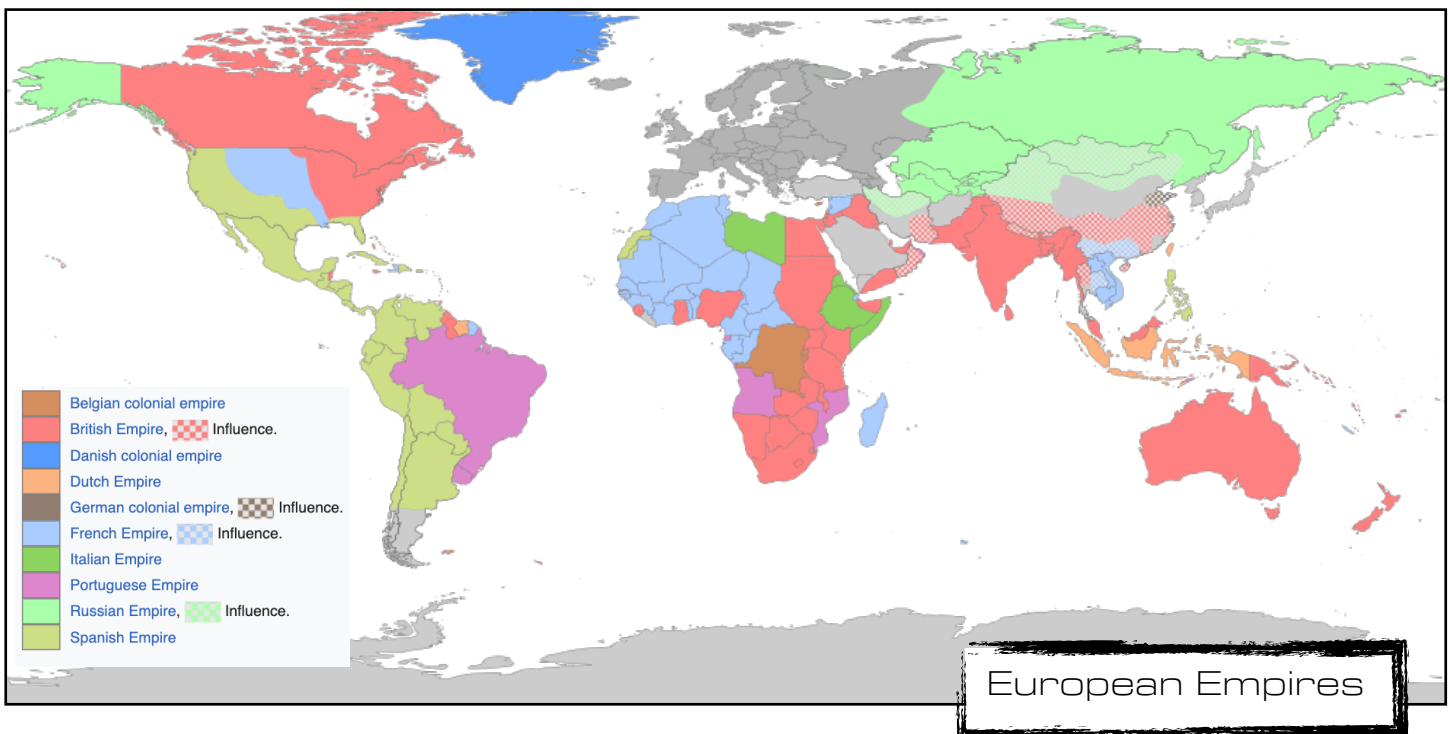 Belgian colonial empire
British Empire, Influence.
Danish colonial empire
Dutch Empire
German colonial empire, Influence.
French Empire, Influence.
Italian Empire
Portuguese Empire
Russian Empire, Influence.
Spanish Empire
European Empires